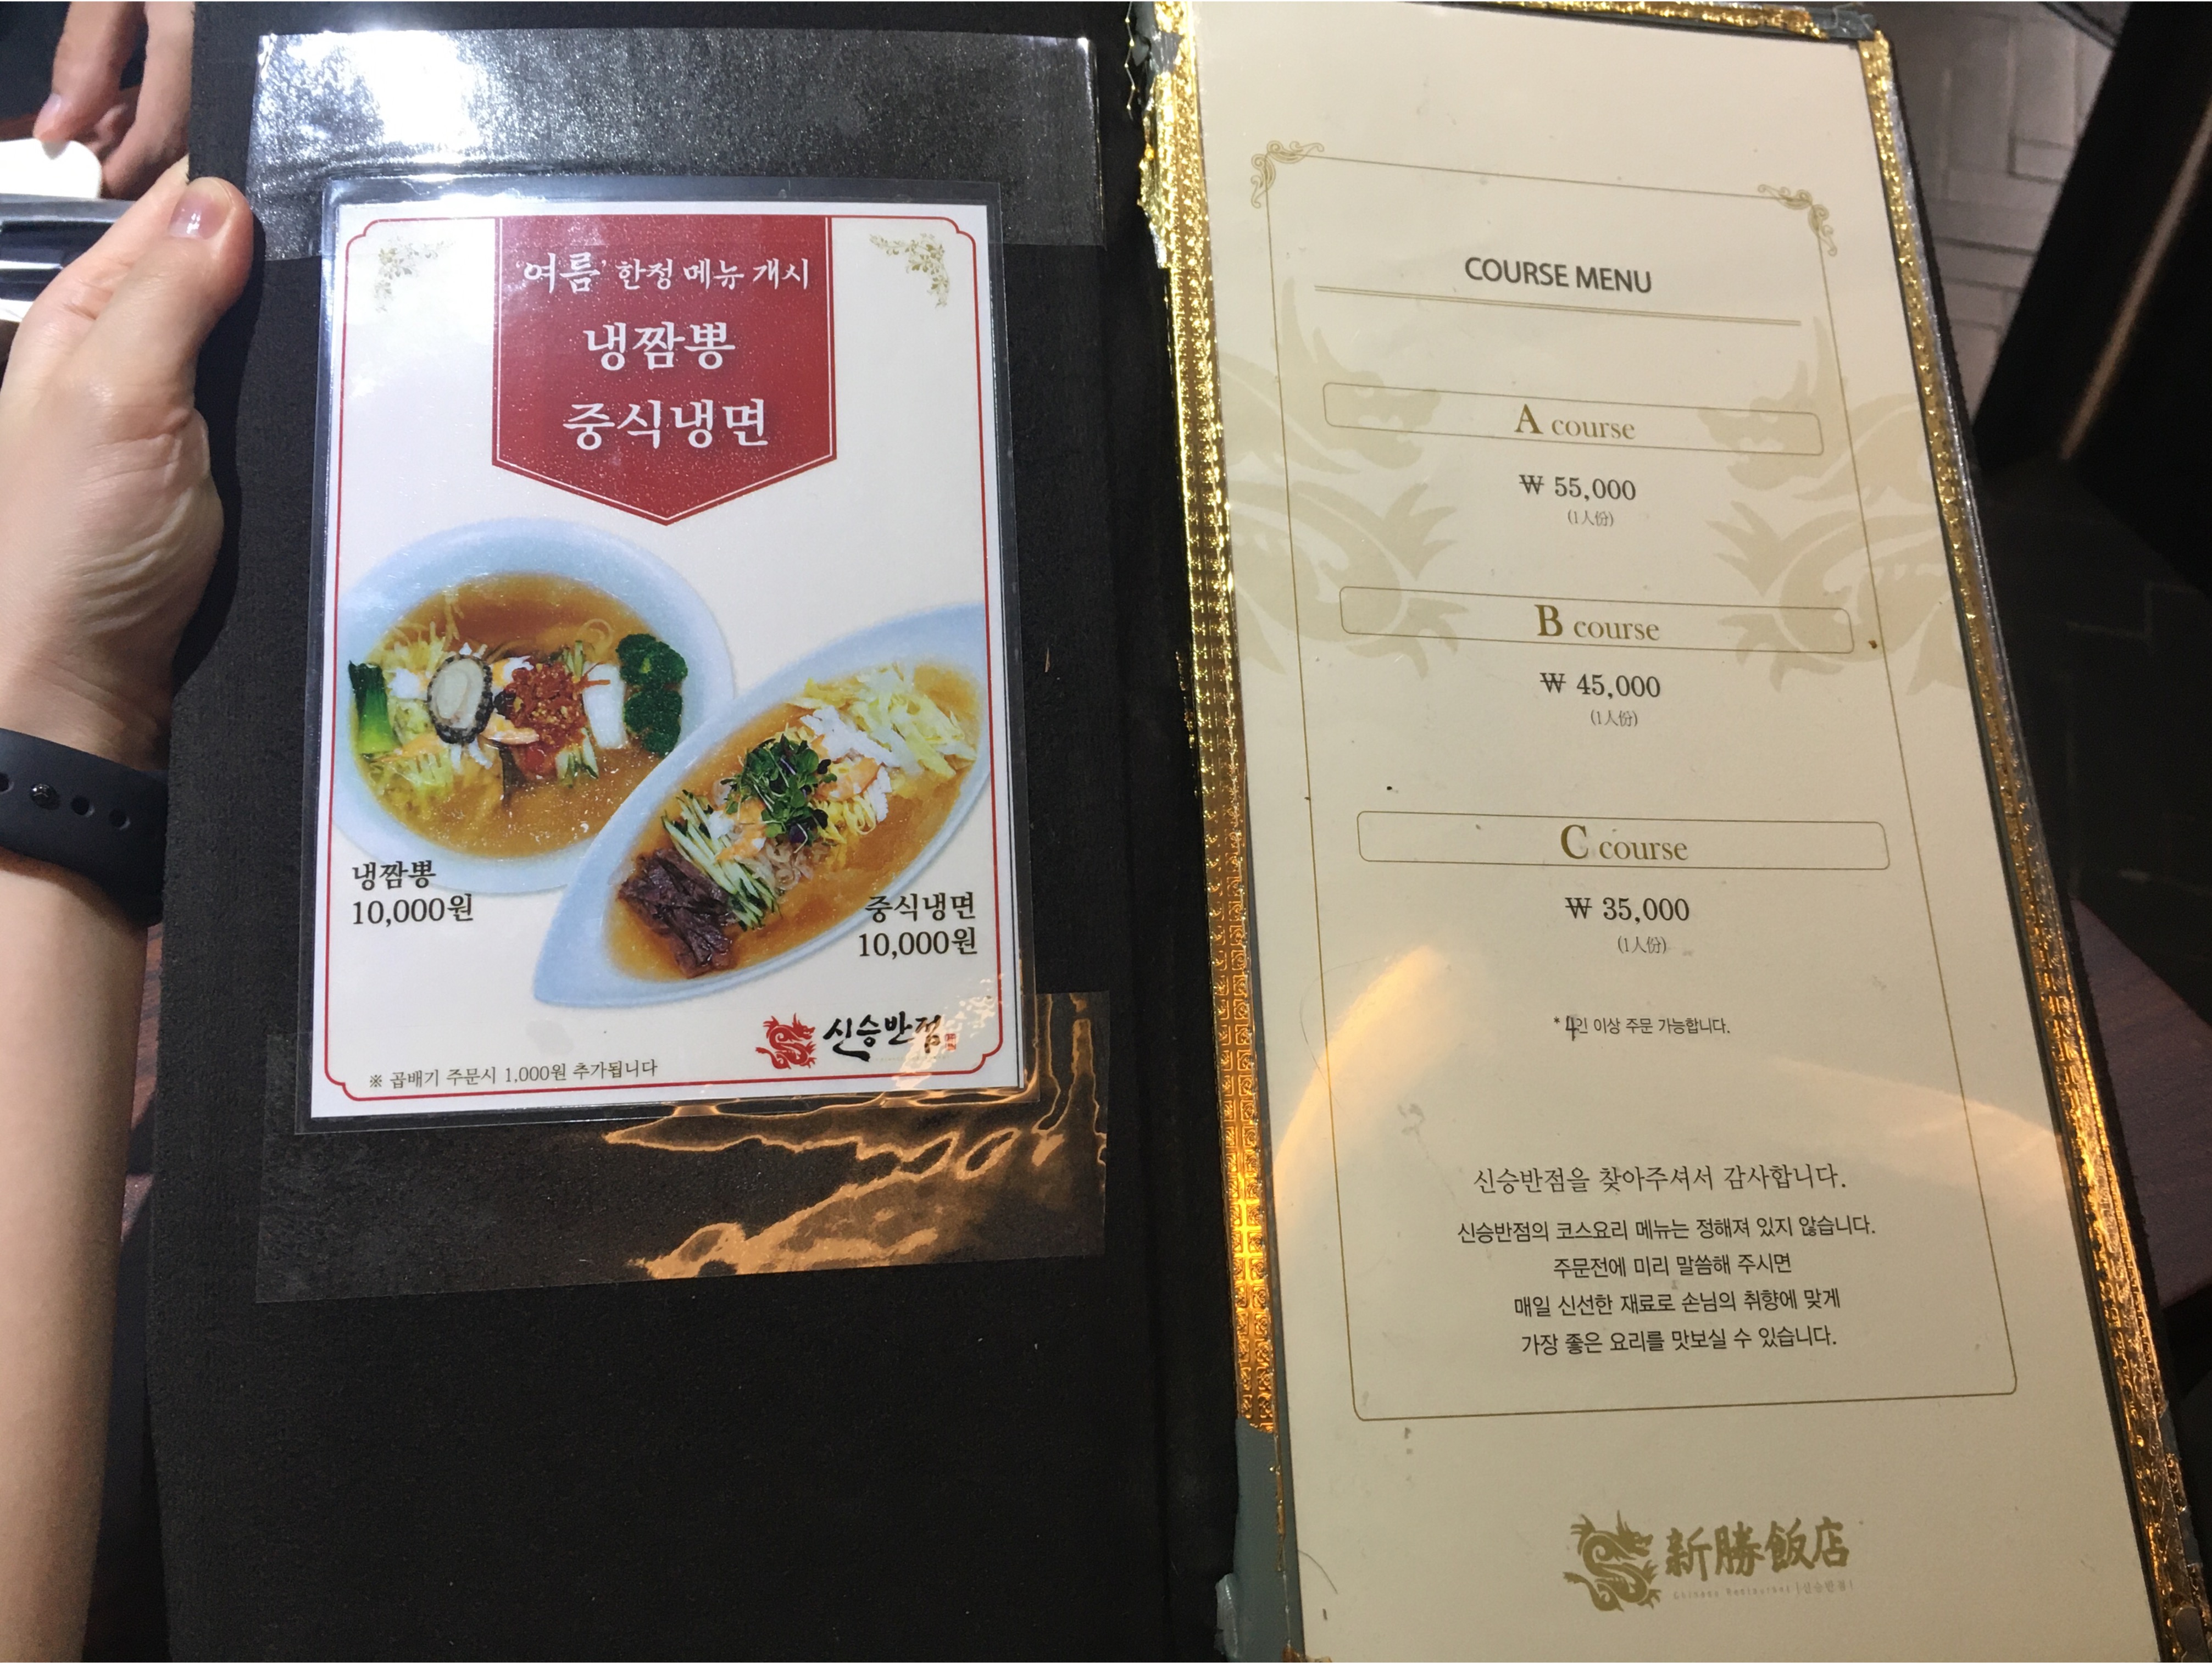 '여름' 한정 메뉴 개시
냉짬뽕
중식냉면
냉짬뽕
10,000원
중식냉면
10,000원
신승반점
※ 곱배기 주문시 1,000원 추가됩니다
COURSE MENU
A course
₩ 55,000
(1人份)
B course
₩ 45,000
(1人份)
C course
₩ 35,000
(1人份)
* 4인 이상 주문 가능합니다.
신승반점을 찾아주셔서 감사합니다.
신승반점의 코스요리 메뉴는 정해져 있지 않습니다.
주문전에 미리 말씀해 주시면
매일 신선한 재료로 손님의 취향에 맞게
가장 좋은 요리를 맛보실 수 있습니다.
新勝飯店
Chinese Restaurant |신승반점|